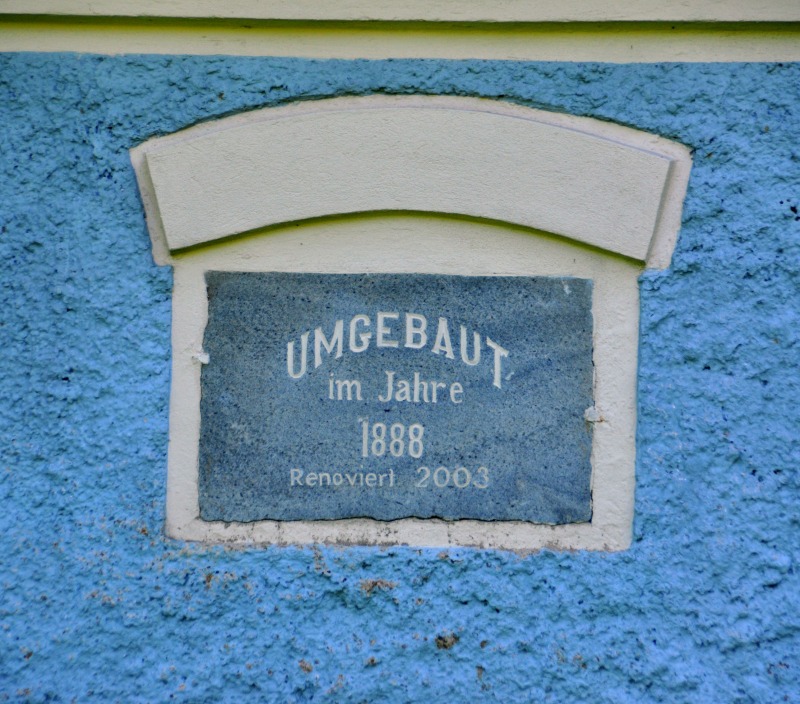 UMGEBAUT
im Jahre
1888
Renoviert 2003